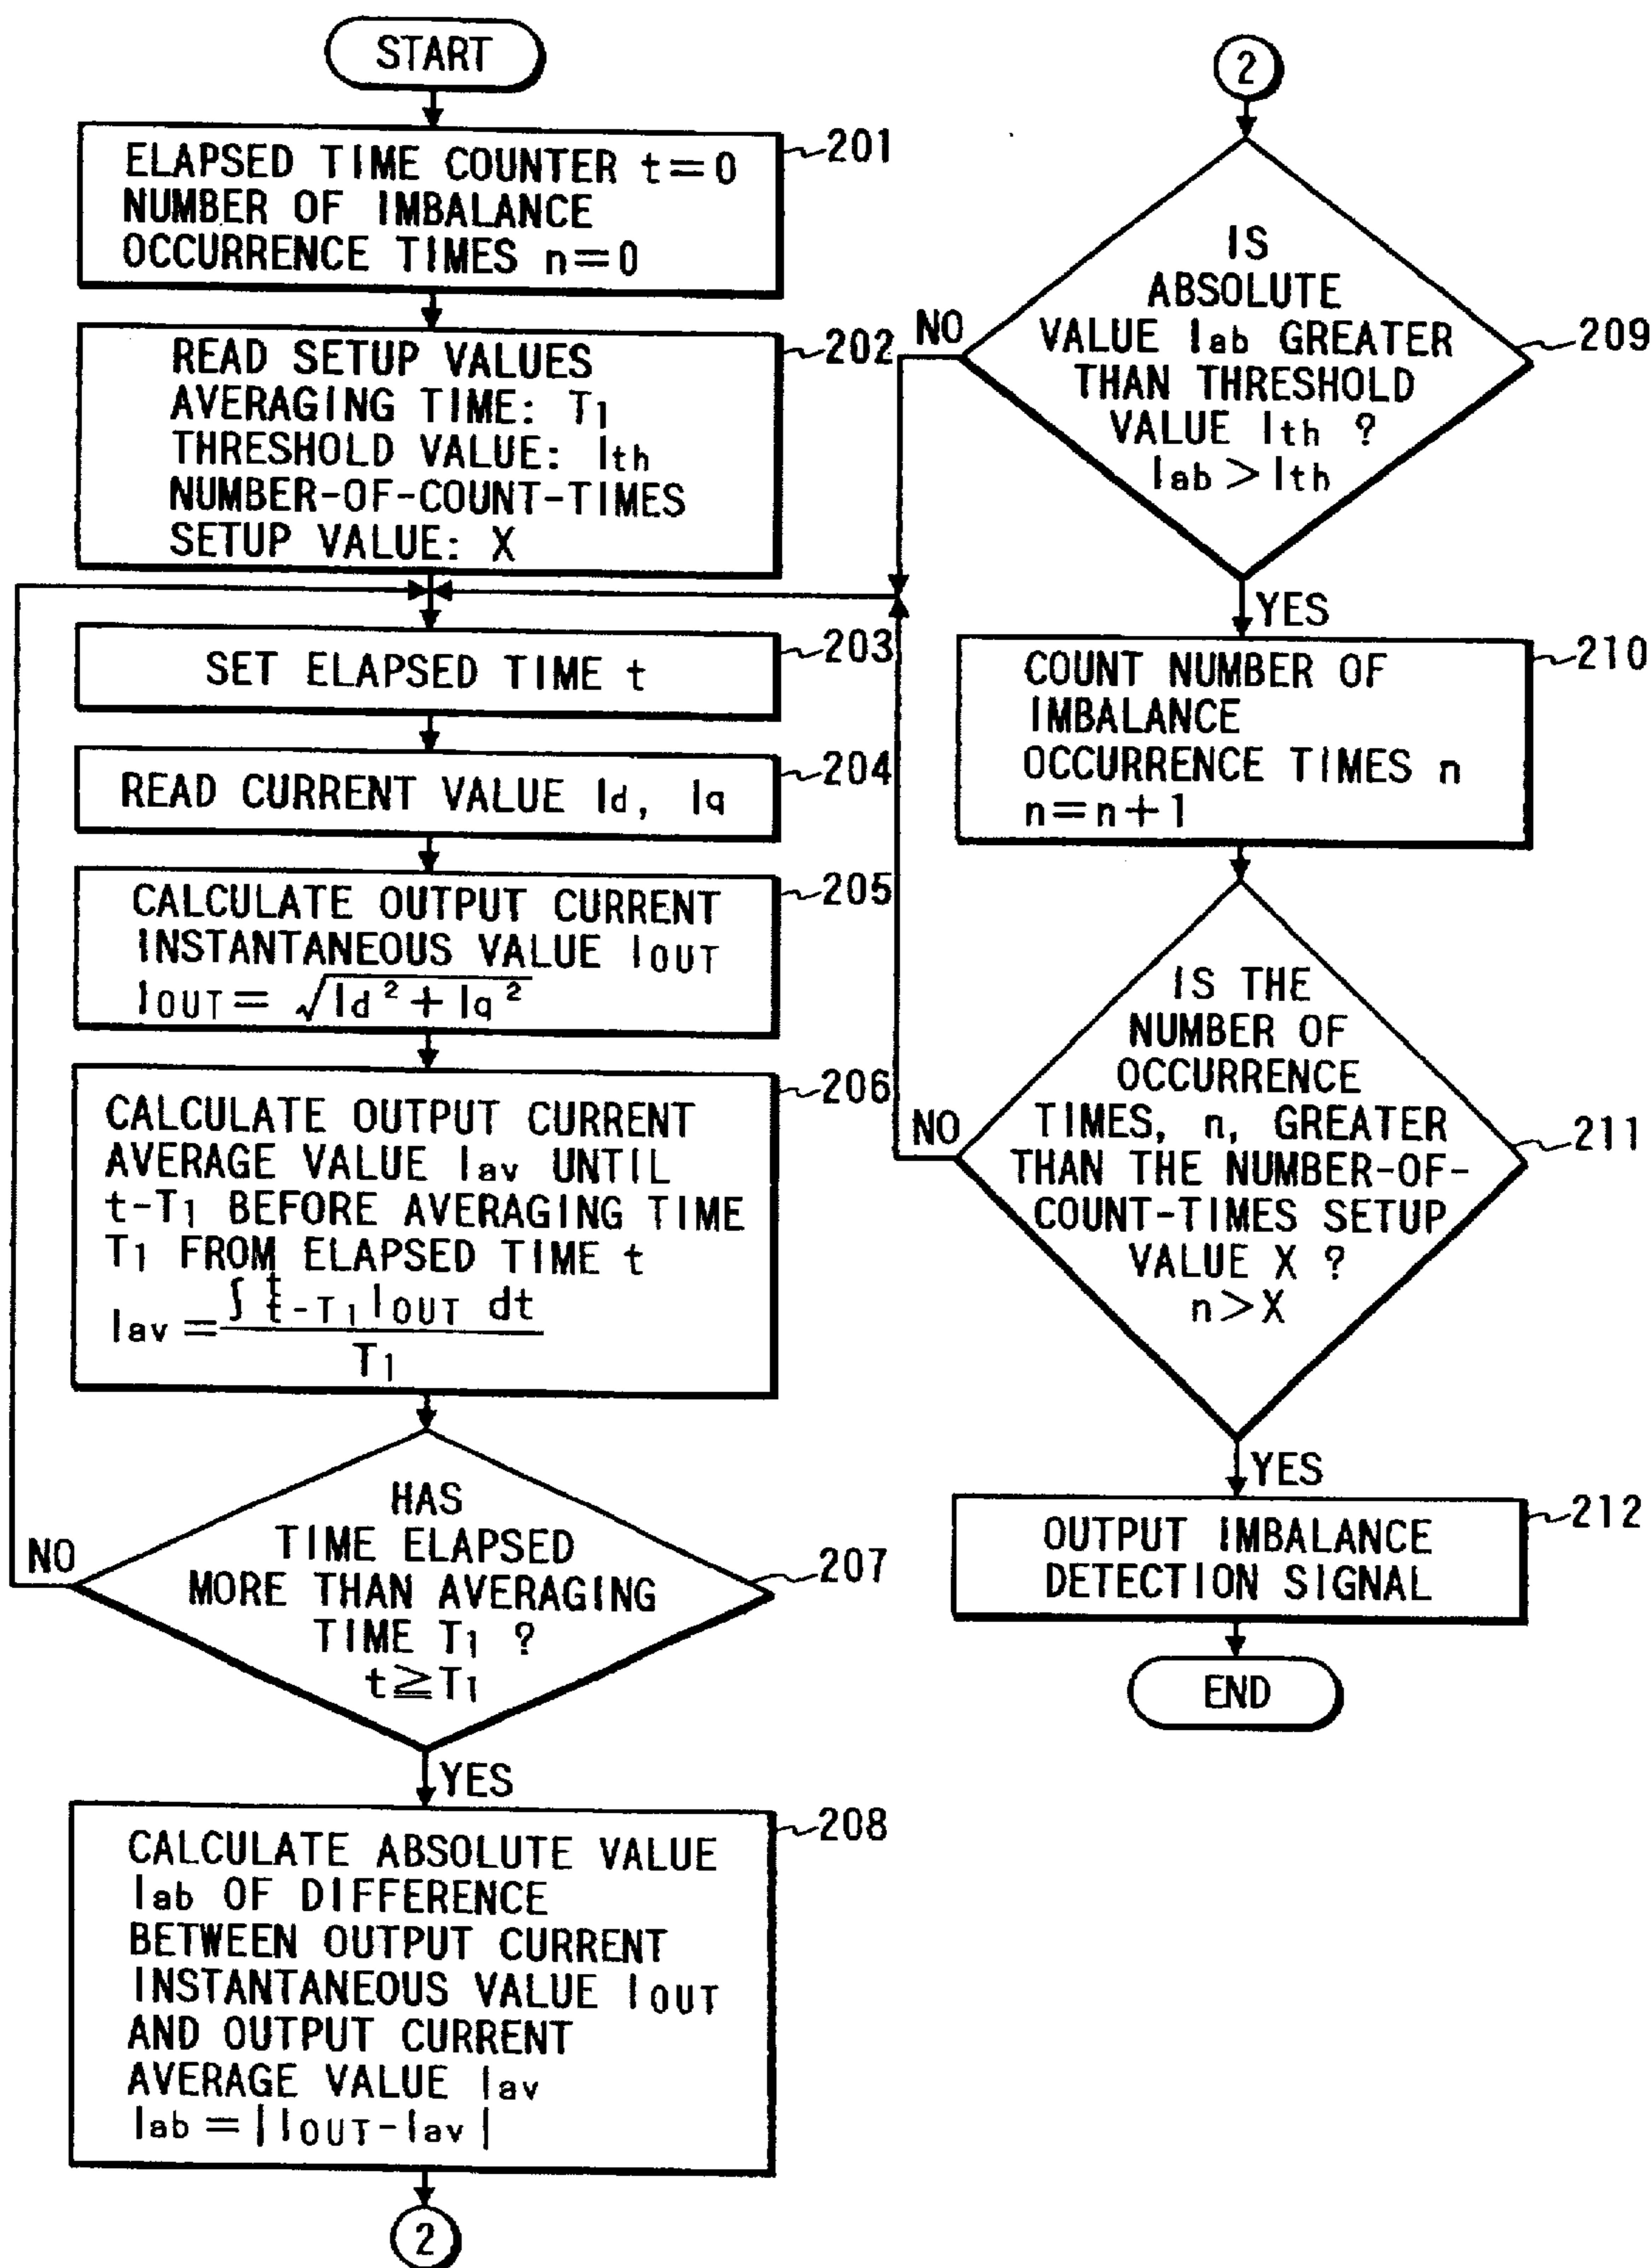 START
ELAPSED TIME COUNTER t=0
NUMBER OF IMBALANCE
OCCURRENCE TIMES n=0
201
READ SETUP VALUES
AVERAGING TIME: T1
THRESHOLD VALUE: Ith
NUMBER-OF-COUNT-TIMES
SETUP VALUE: X
202
SET ELAPSED TIME t
203
READ CURRENT VALUE Id, Iq
204
CALCULATE OUTPUT CURRENT
INSTANTANEOUS VALUE IOUT
IOUT= √Id²+Iq²
205
CALCULATE OUTPUT CURRENT
AVERAGE VALUE Iav UNTIL
t-T1 BEFORE AVERAGING TIME
T1 FROM ELAPSED TIME t
Iav=∫ t t-T1 IOUT dt
T1
206
HAS
TIME ELAPSED
MORE THAN AVERAGING
TIME T1 ?
t≧T1
207
NO
YES
CALCULATE ABSOLUTE VALUE
Iab OF DIFFERENCE
BETWEEN OUTPUT CURRENT
INSTANTANEOUS VALUE IOUT
AND OUTPUT CURRENT
AVERAGE VALUE Iav
Iab=|IOUT-Iav|
208
2
2
IS
ABSOLUTE
VALUE Iab GREATER
THAN THRESHOLD
VALUE Ith ?
Iab>Ith
209
NO
YES
COUNT NUMBER OF
IMBALANCE
OCCURRENCE TIMES n
n=n+1
210
IS THE
NUMBER OF
OCCURRENCE
TIMES, n, GREATER
THAN THE NUMBER-OF-
COUNT-TIMES SETUP
VALUE X ?
n>X
211
NO
YES
OUTPUT IMBALANCE
DETECTION SIGNAL
212
END